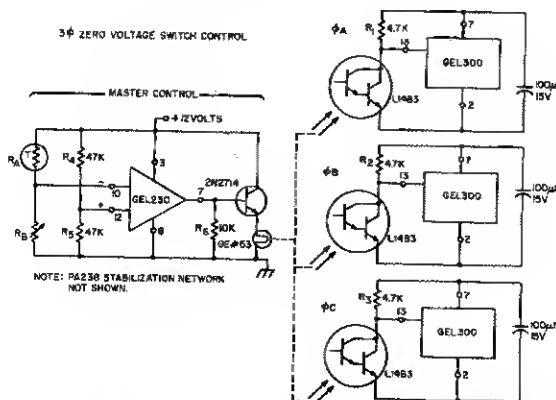 3ϕ ZERO VOLTAGE SWITCH CONTROL
MASTER CONTROL
+12VOLTS
RA
T
R4
47K
3
GEL230
-
10
+
12
7
2N2714
RB
R5
47K
8
R6
10K
GE#53
NOTE: PA238 STABILIZATION NETWORK
NOT SHOWN.
ϕA
R1
4.7K
13
7
GEL300
2
L14B3
100μf
15V
ϕB
R2
4.7K
13
7
GEL300
2
L14B3
100μf
15V
ϕC
R3
4.7K
13
7
GEL300
2
L14B3
100μf
15V